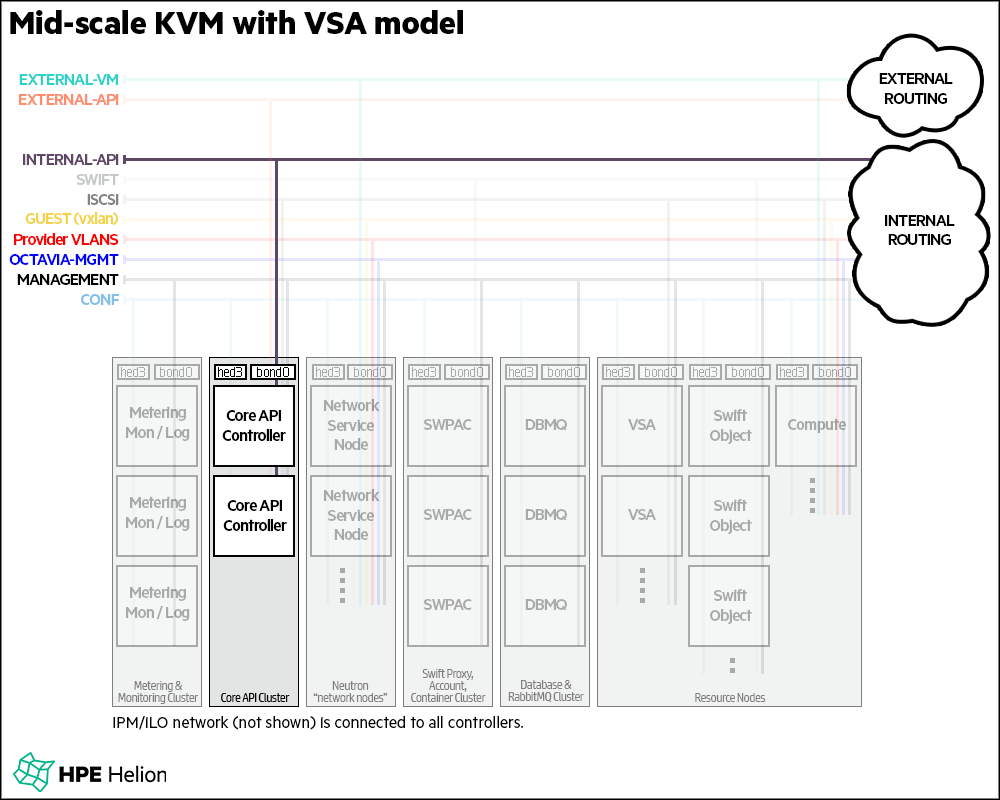 Mid-scale KVM with VSA model
EXTERNAL-VM
EXTERNAL-API
EXTERNAL
ROUTING
INTERNAL-API
SWIFT
ISCSI
GUEST (vxlan)
Provider VLANS
OCTAVIA-MGMT
MANAGEMENT
CONF
INTERNAL
ROUTING
hed3 bond0
Metering
Mon / Log
Metering
Mon / Log
Metering
Mon / Log
Metering &
Monitoring Cluster
hed3 bond0
Core API
Controller
Core API
Controller
Core API Cluster
hed3 bond0
Network
Service
Node
Network
Service
Node
Neutron
“network nodes”
hed3 bond0
SWPAC
SWPAC
SWPAC
Swift Proxy,
Account,
Container Cluster
hed3 bond0
DBMQ
DBMQ
DBMQ
Database &
RabbitMQ Cluster
hed3 bond0
VSA
VSA
hed3 bond0
Swift
Object
Swift
Object
Swift
Object
hed3 bond0
Compute
Resource Nodes
IPM/ILO network (not shown) is connected to all controllers.
HPE Helion